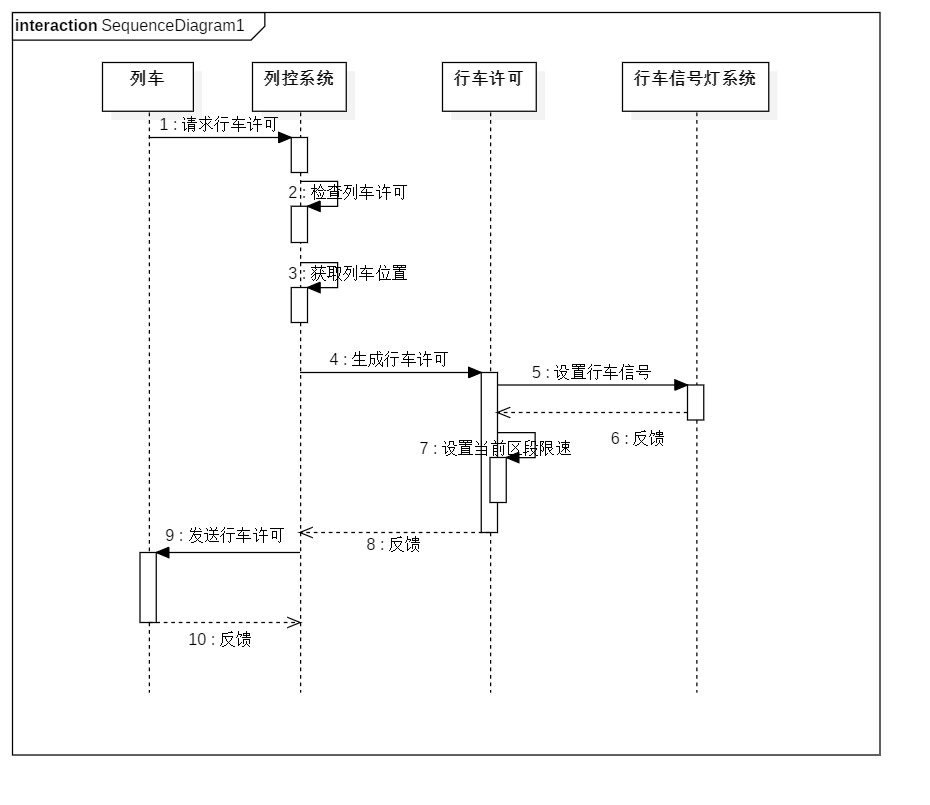 interaction SequenceDiagram1
列车
列控系统
行车许可
行车信号灯系统
1 : 请求行车许可
2 : 检查列车许可
3 : 获取列车位置
4 : 生成行车许可
5 : 设置行车信号
6 : 反馈
7 : 设置当前区段限速
8 : 反馈
9 : 发送行车许可
10 : 反馈